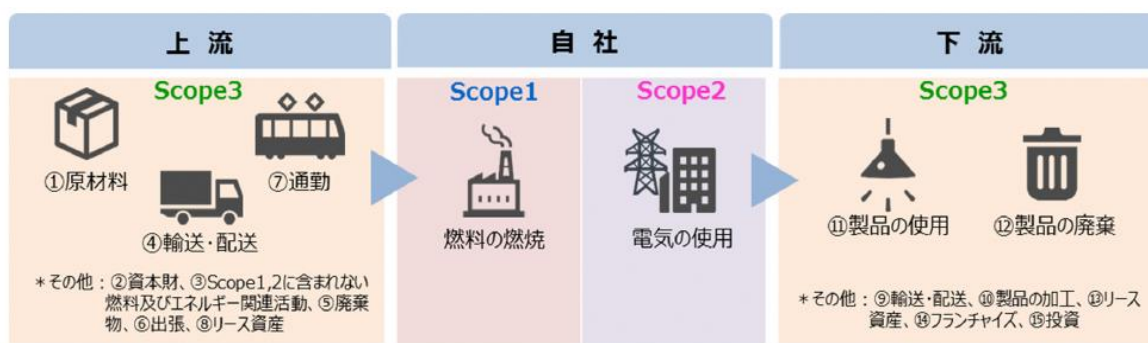 上 流
Scope3
①原材料
⑦通勤
④輸送・配送
＊その他：②資本財、③Scope1,2に含まれない
燃料及びエネルギー関連活動、⑤廃棄
物、⑥出張、⑧リース資産
自 社
Scope1
燃料の燃焼
Scope2
電気の使用
下 流
Scope3
⑪製品の使用
⑫製品の廃棄
＊その他：⑨輸送・配送、⑩製品の加工、⑬リース
資産、⑭フランチャイズ、⑮投資